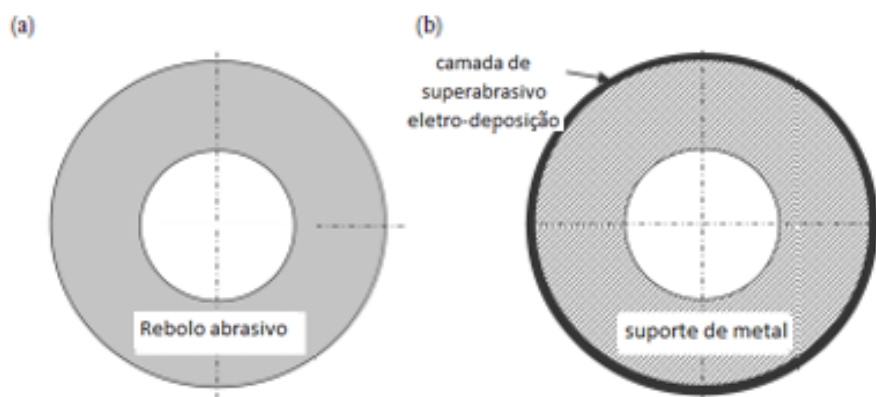 (a)
(b)
camada de
superabrasivo
eletro-deposição
Rebolo abrasivo
suporte de metal